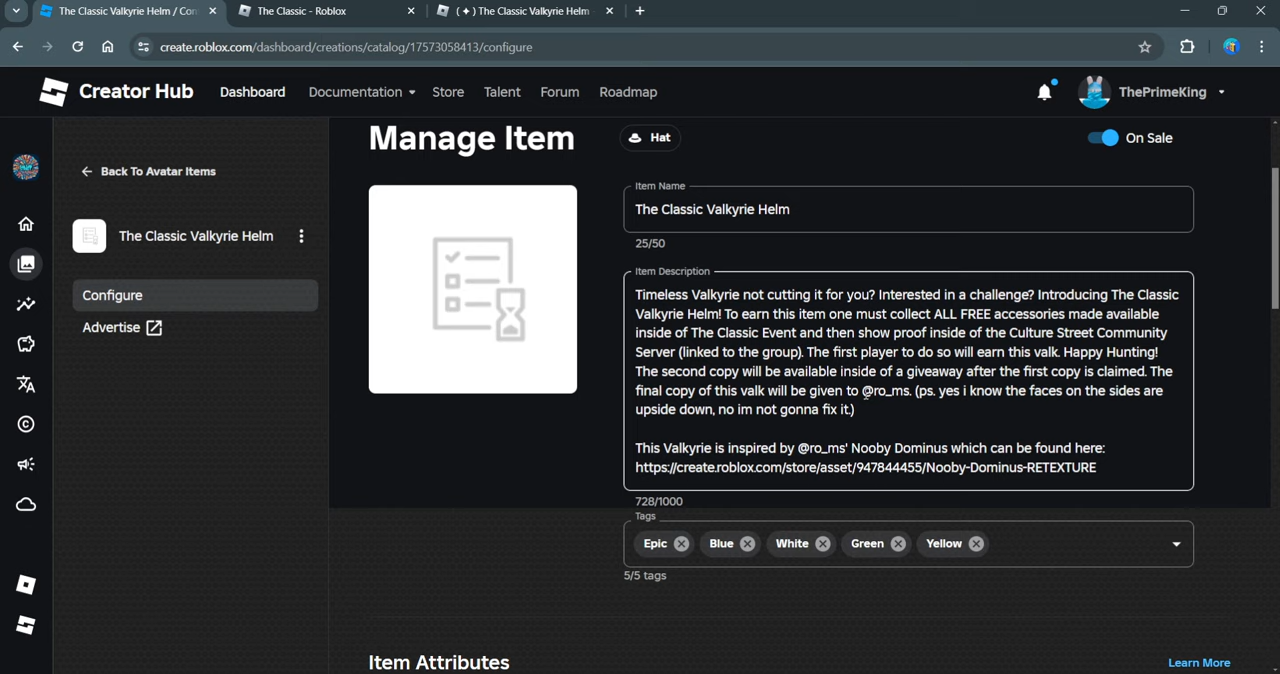 The Classic Valkyrie Helm / Con
The Classic - Roblox
( ✦ ) The Classic Valkyrie Helm -
create.roblox.com/dashboard/creations/catalog/17573058413/configure
Creator Hub
Dashboard
Documentation
Store
Talent
Forum
Roadmap
ThePrimeKing
Back To Avatar Items
The Classic Valkyrie Helm
Configure
Advertise
Manage Item
Hat
On Sale
Item Name
The Classic Valkyrie Helm
25/50
Item Description
Timeless Valkyrie not cutting it for you? Interested in a challenge? Introducing The Classic
Valkyrie Helm! To earn this item one must collect ALL FREE accessories made available
inside of The Classic Event and then show proof inside of the Culture Street Community
Server (linked to the group). The first player to do so will earn this valk. Happy Hunting!
The second copy will be available inside of a giveaway after the first copy is claimed. The
final copy of this valk will be given to @ro_ms. (ps. yes i know the faces on the sides are
upside down, no im not gonna fix it.)
This Valkyrie is inspired by @ro_ms' Nooby Dominus which can be found here:
https://create.roblox.com/store/asset/947844455/Nooby-Dominus-RETEXTURE
728/1000
Tags
Epic
Blue
White
Green
Yellow
5/5 tags
Item Attributes
Learn More